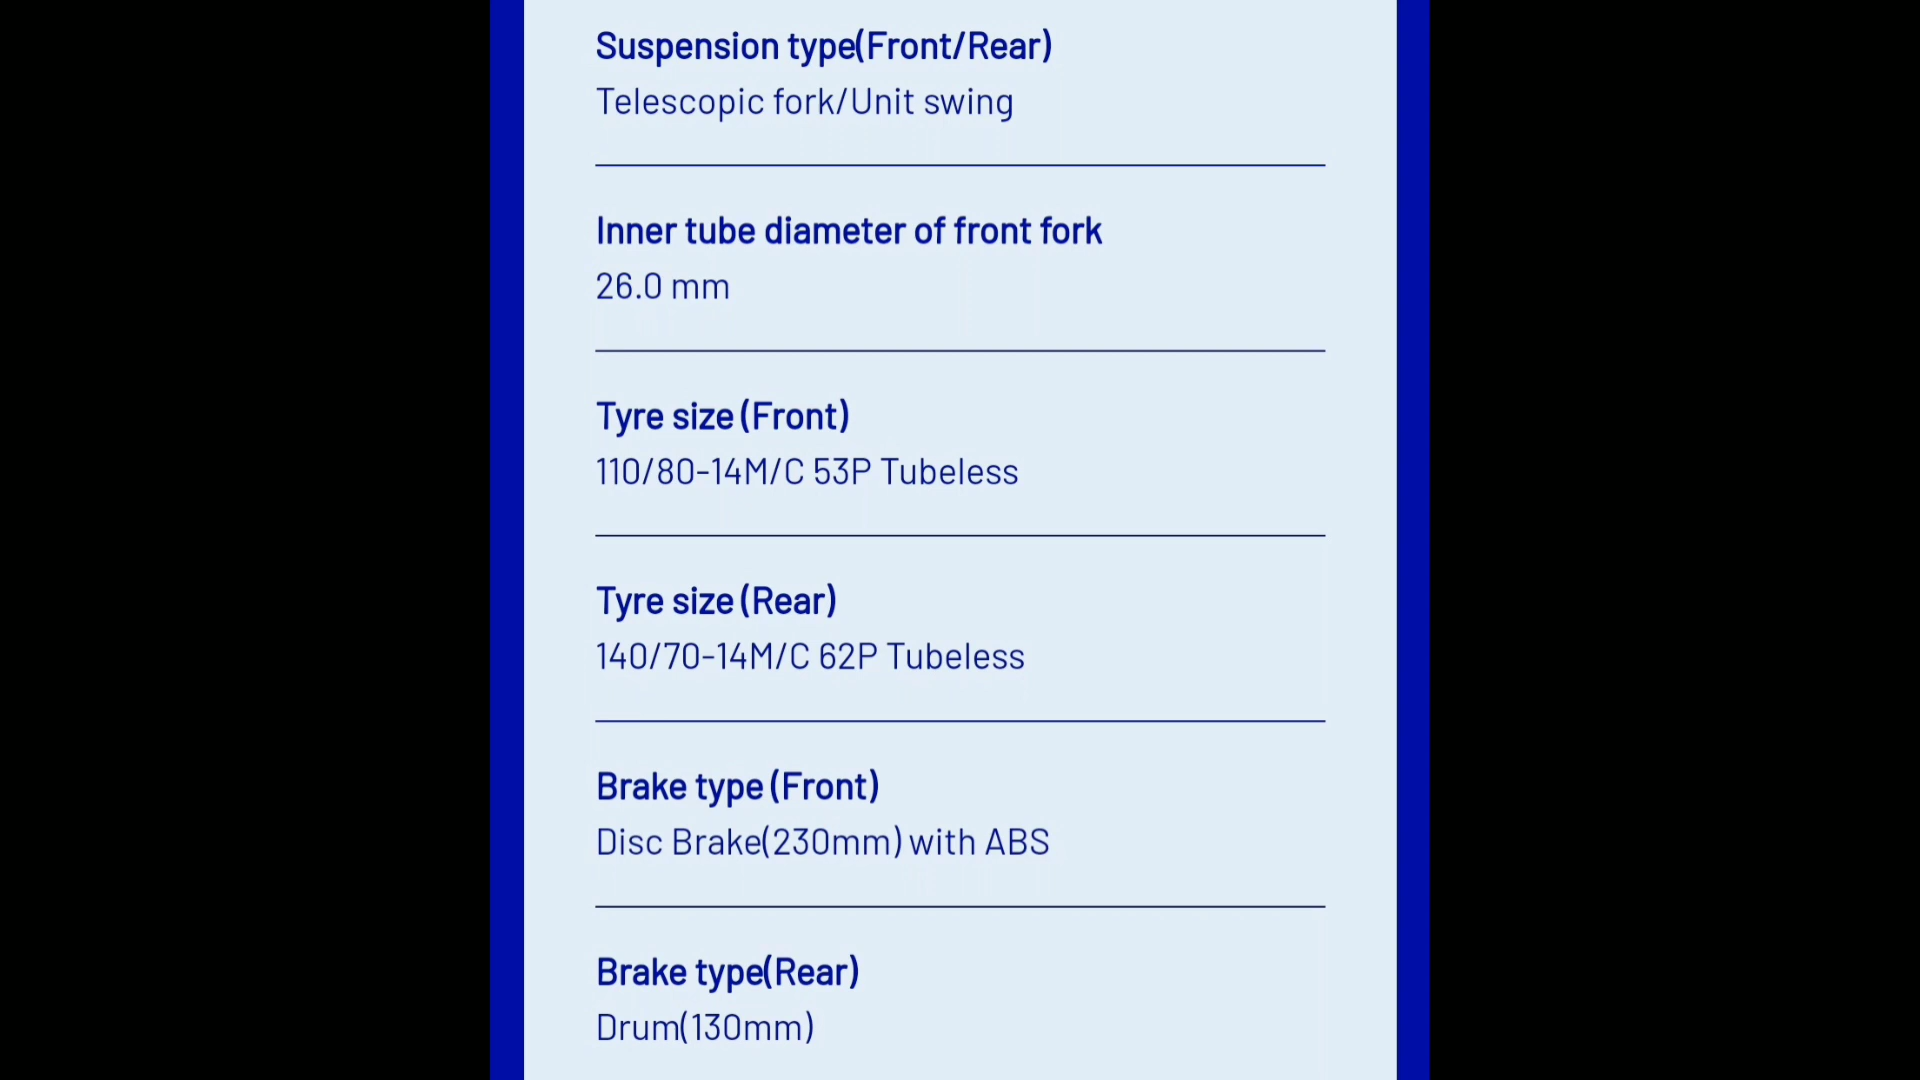 Suspension type(Front/Rear)
Telescopic fork/Unit swing
Inner tube diameter of front fork
26.0 mm
Tyre size (Front)
110/80-14M/C 53P Tubeless
Tyre size (Rear)
140/70-14M/C 62P Tubeless
Brake type (Front)
Disc Brake(230mm) with ABS
Brake type(Rear)
Drum(130mm)